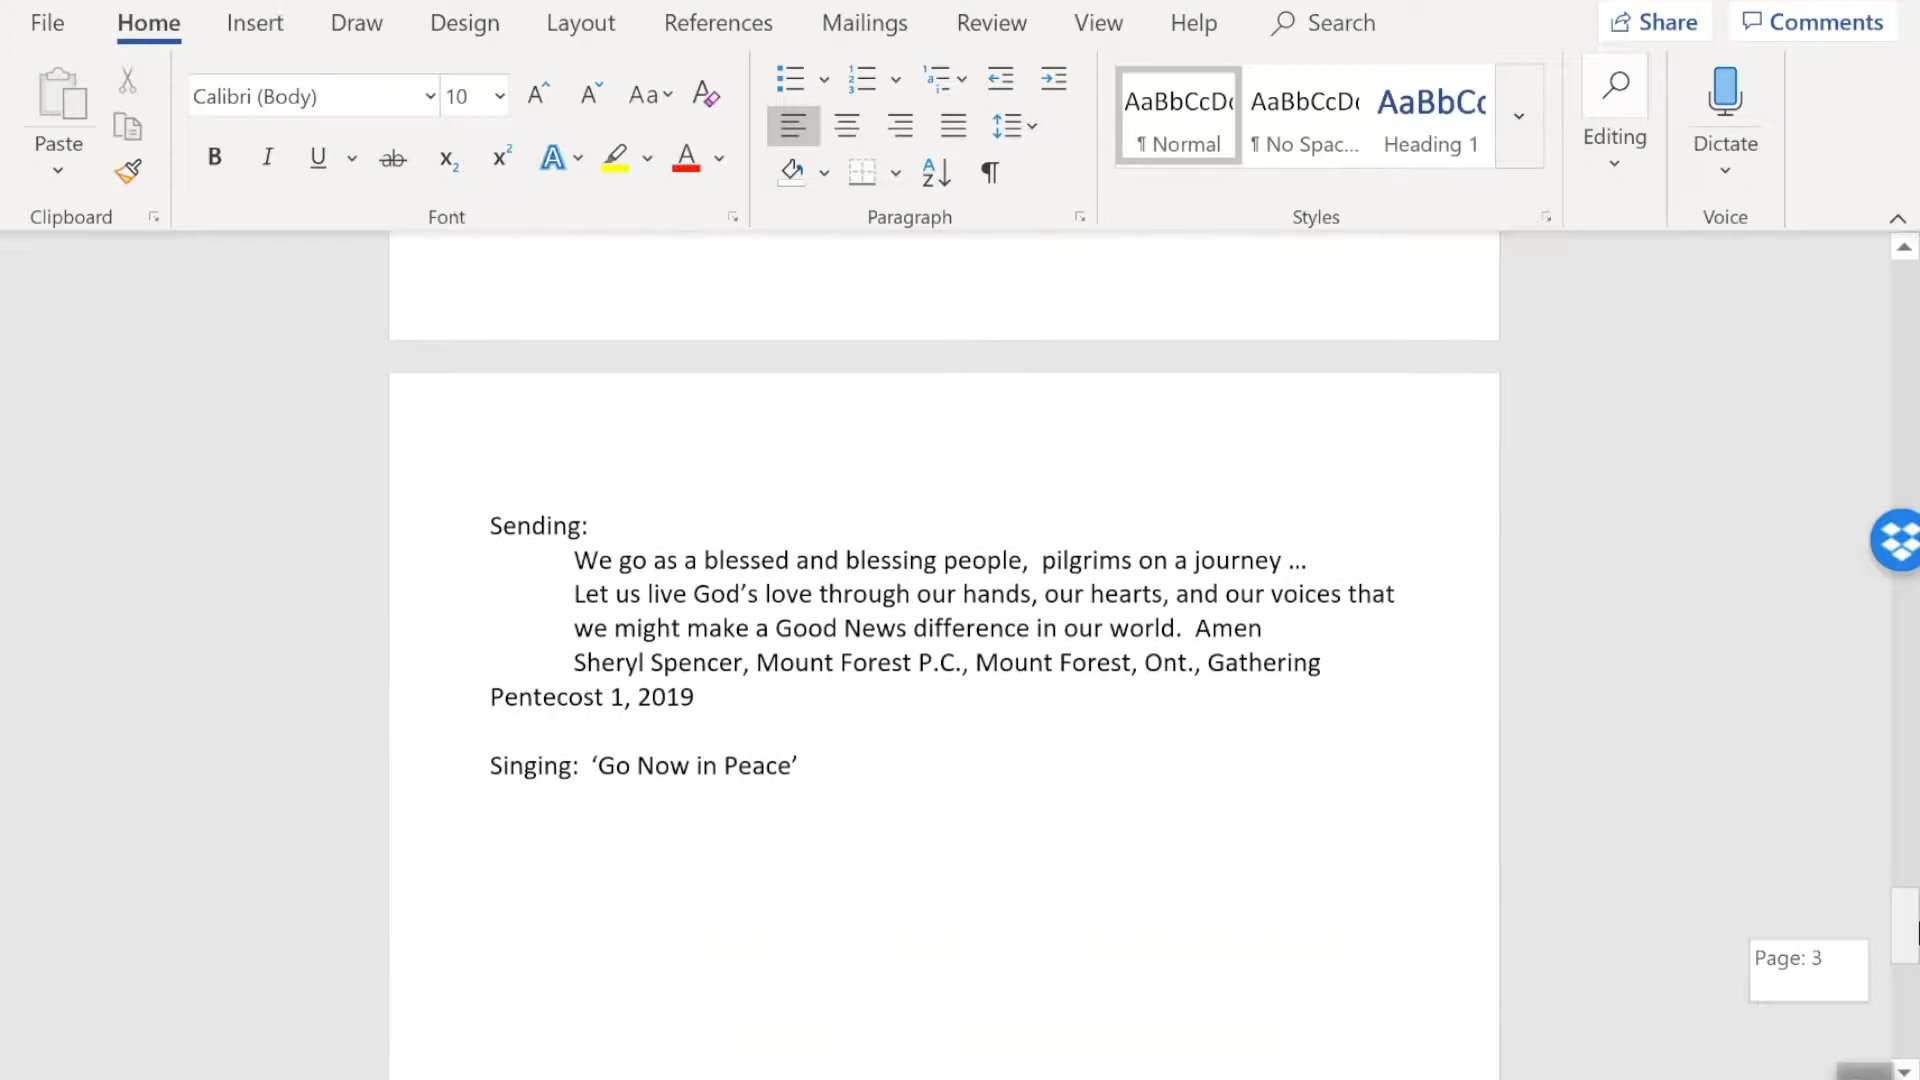 File Home Insert Draw Design Layout References Mailings Review View Help Search Share Comments
Paste
Clipboard
Calibri (Body) 10
Font
Paragraph
AaBbCcD AaBbCcD AaBbC
¶ Normal ¶ No Spac... Heading 1
Styles
Editing
Dictate
Voice
Sending:
We go as a blessed and blessing people,  pilgrims on a journey …
Let us live God’s love through our hands, our hearts, and our voices that
we might make a Good News difference in our world.  Amen
Sheryl Spencer, Mount Forest P.C., Mount Forest, Ont., Gathering
Pentecost 1, 2019
Singing:  ‘Go Now in Peace’
Page: 3